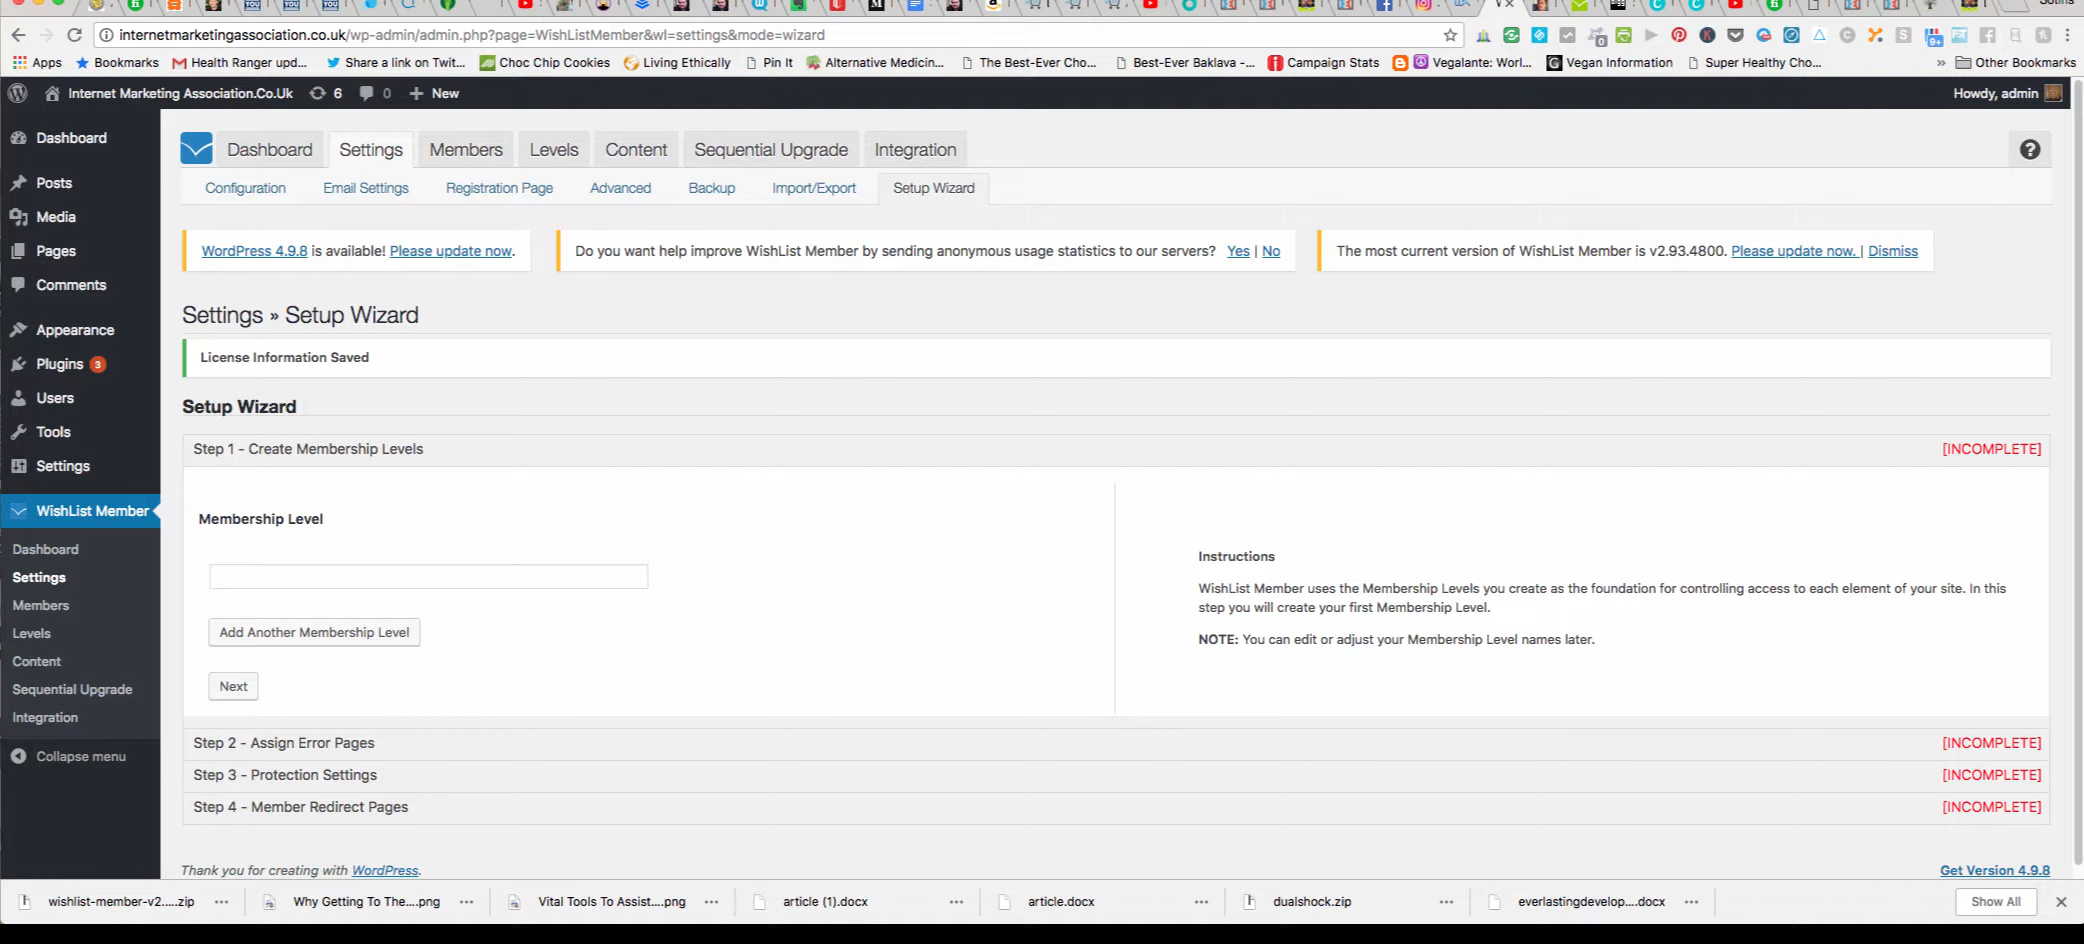 Sotiris
internetmarketingassociation.co.uk/wp-admin/admin.php?page=WishListMember&wl=settings&mode=wizard
Apps Bookmarks Health Ranger upd... Share a link on Twit... Choc Chip Cookies Living Ethically Pin It Alternative Medicin... The Best-Ever Cho... Best-Ever Baklava -... Campaign Stats Vegalante: Worl... Vegan Information Super Healthy Cho... » Other Bookmarks
Internet Marketing Association.Co.Uk 6 0 + New Howdy, admin
Dashboard
Posts
Media
Pages
Comments
Appearance
Plugins 3
Users
Tools
Settings
WishList Member
Dashboard
Settings
Members
Levels
Content
Sequential Upgrade
Integration
Collapse menu
Dashboard Settings Members Levels Content Sequential Upgrade Integration
Configuration Email Settings Registration Page Advanced Backup Import/Export Setup Wizard
WordPress 4.9.8 is available! Please update now.
Do you want help improve WishList Member by sending anonymous usage statistics to our servers? Yes | No
The most current version of WishList Member is v2.93.4800. Please update now. | Dismiss
Settings » Setup Wizard
License Information Saved
Setup Wizard
Step 1 - Create Membership Levels [INCOMPLETE]
Membership Level
Add Another Membership Level
Next
Instructions
WishList Member uses the Membership Levels you create as the foundation for controlling access to each element of your site. In this
step you will create your first Membership Level.
NOTE: You can edit or adjust your Membership Level names later.
Step 2 - Assign Error Pages [INCOMPLETE]
Step 3 - Protection Settings [INCOMPLETE]
Step 4 - Member Redirect Pages [INCOMPLETE]
Thank you for creating with WordPress. Get Version 4.9.8
wishlist-member-v2.....zip Why Getting To The....png Vital Tools To Assist....png article (1).docx article.docx dualshock.zip everlastingdevelop....docx Show All